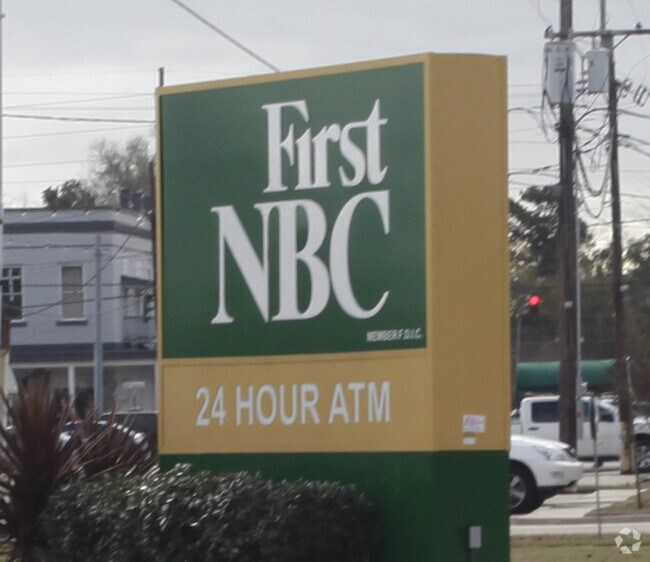 First
NBC
MEMBER F.D.I.C.
24 HOUR ATM